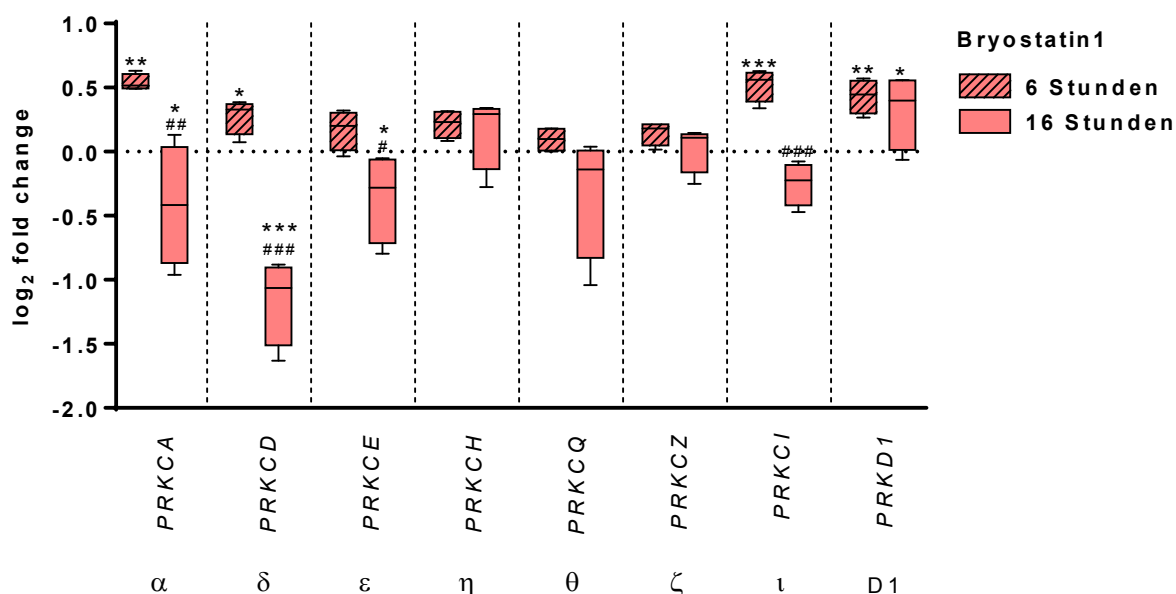 Bryostatin1
6 Stunden
16 Stunden
log2 fold change
1.0
0.5
0.0
-0.5
-1.0
-1.5
-2.0
**
*
##
*
***
###
*
#
***
###
**
*
PRKCA
PRKCD
PRKCE
PRKCH
PRKCQ
PRKCZ
PRKCI
PRKD1
α
δ
ε
η
θ
ζ
ι
D1